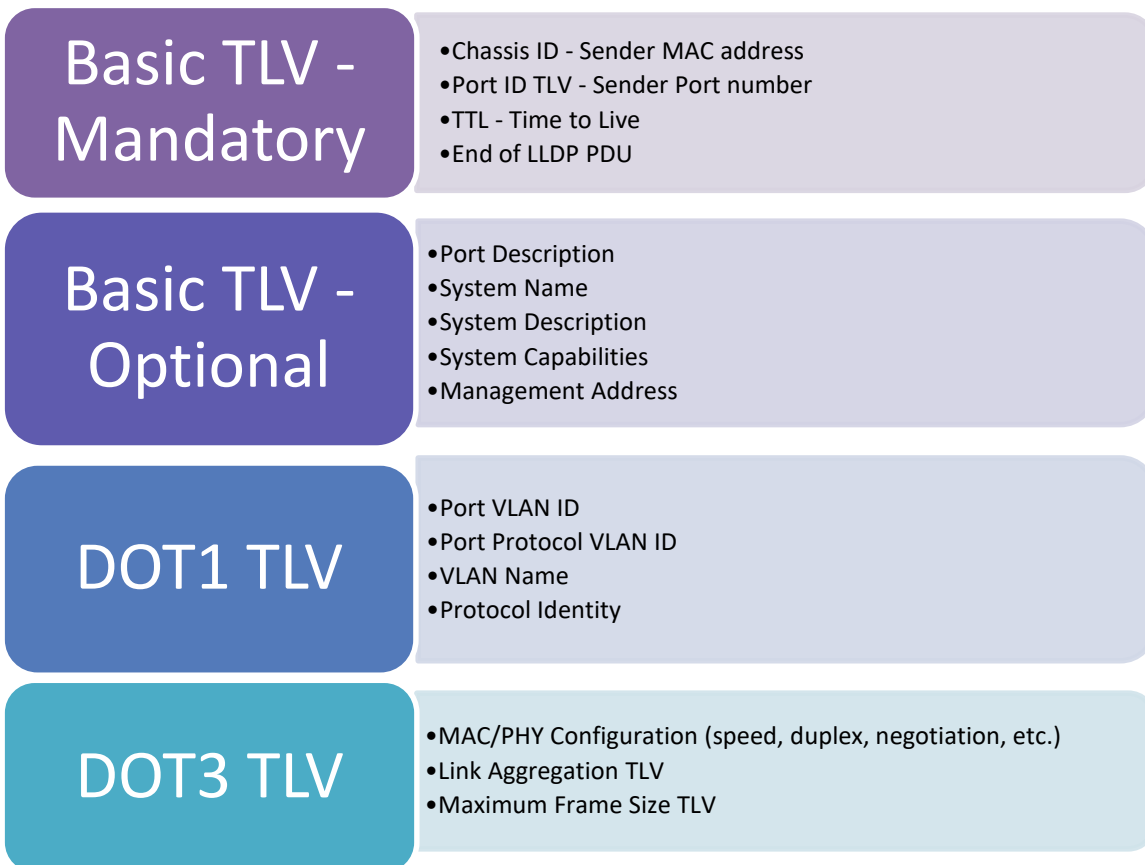 Basic TLV -
Mandatory
•Chassis ID - Sender MAC address
•Port ID TLV - Sender Port number
•TTL - Time to Live
•End of LLDP PDU
Basic TLV -
Optional
•Port Description
•System Name
•System Description
•System Capabilities
•Management Address
DOT1 TLV
•Port VLAN ID
•Port Protocol VLAN ID
•VLAN Name
•Protocol Identity
DOT3 TLV
•MAC/PHY Configuration (speed, duplex, negotiation, etc.)
•Link Aggregation TLV
•Maximum Frame Size TLV